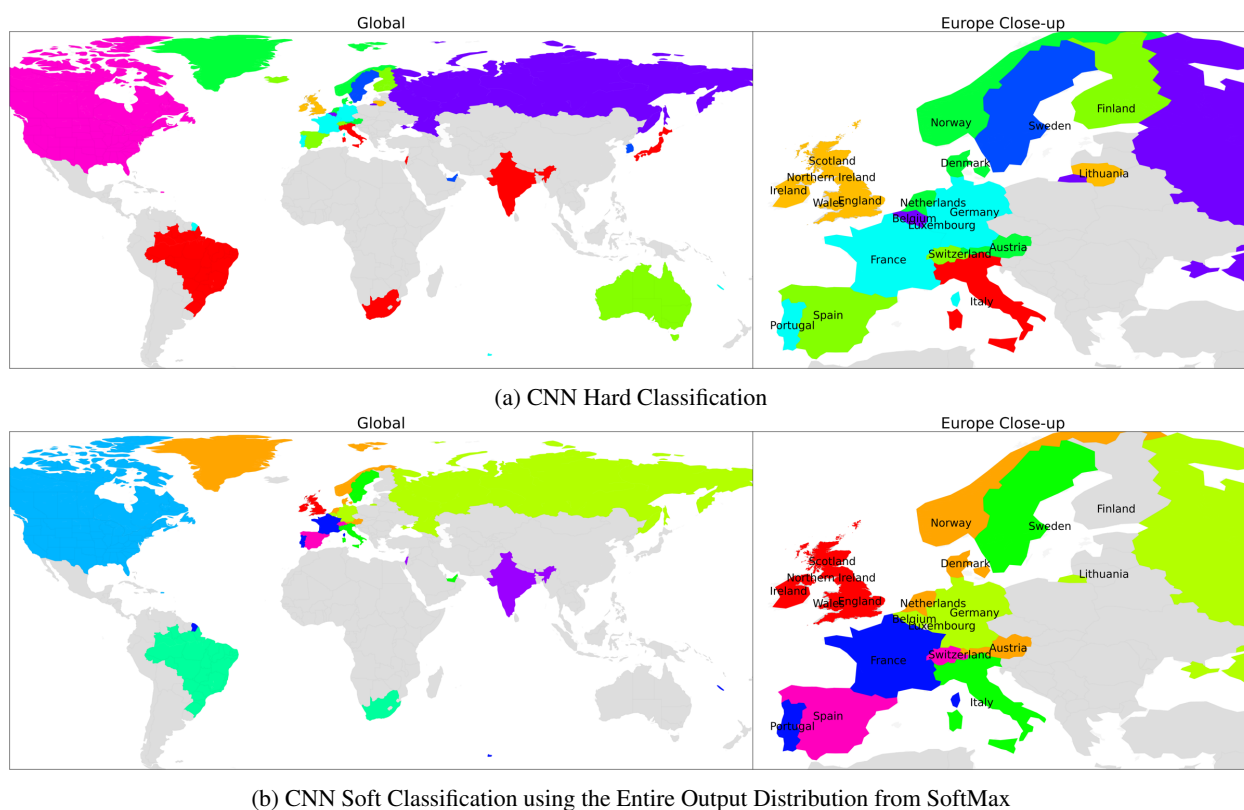 Global
Europe Close-up
Finland
Norway
Sweden
Scotland
Denmark
Northern Ireland
Lithuania
Ireland
Wales
England
Netherlands
Germany
Belgium
Luxembourg
Austria
Switzerland
France
Italy
Spain
Portugal
(a) CNN Hard Classification
Global
Europe Close-up
Finland
Norway
Sweden
Scotland
Denmark
Northern Ireland
Lithuania
Ireland
Wales
England
Netherlands
Germany
Belgium
Luxembourg
Austria
Switzerland
France
Italy
Spain
Portugal
(b) CNN Soft Classification using the Entire Output Distribution from SoftMax